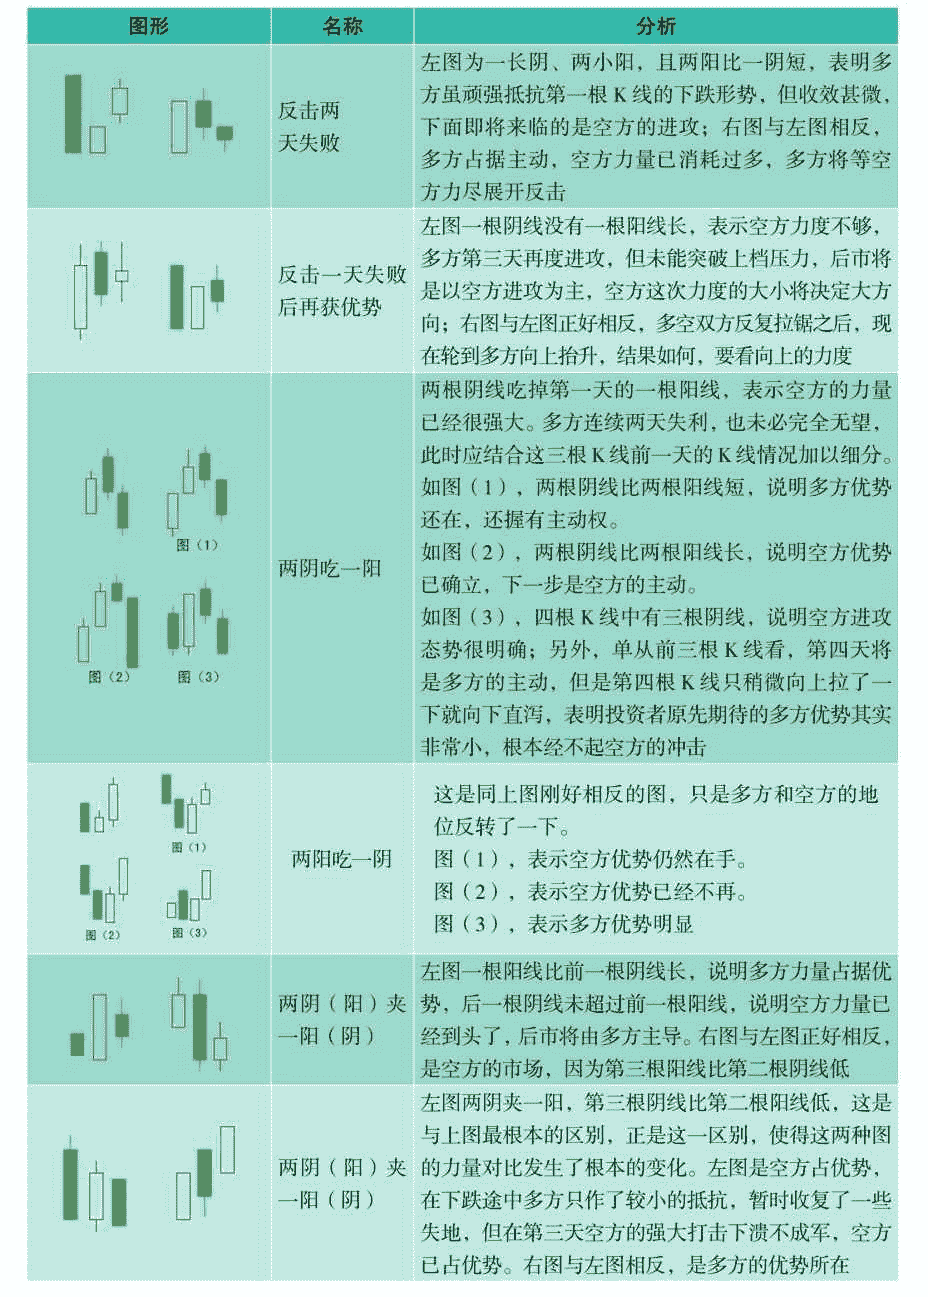 图形 名称 分析
反击两
天失败
左图为一长阴、两小阳，且两阳比一阴短，表明多
方虽顽强抵抗第一根K线的下跌形势，但收效甚微，
下面即将来临的是空方的进攻；右图与左图相反，
多方占据主动，空方力量已消耗过多，多方将等空
方力尽展开反击
反击一天失败
后再获优势
左图一根阴线没有一根阳线长，表示空方力度不够，
多方第三天再度进攻，但未能突破上档压力，后市将
是以空方进攻为主，空方这次力度的大小将决定大方
向；右图与左图正好相反，多空双方反复拉锯之后，现
在轮到多方向上抬升，结果如何，要看向上的力度
图（1）
图（2） 图（3）
两阴吃一阳
两根阴线吃掉第一天的一根阳线，表示空方的力量
已经很强大。多方连续两天失利，也未必完全无望，
此时应结合这三根K线前一天的K线情况加以细分。
如图（1），两根阴线比两根阳线短，说明多方优势
还在，还握有主动权。
如图（2），两根阴线比两根阳线长，说明空方优势
已确立，下一步是空方的主动。
如图（3），四根K线中有三根阴线，说明空方进攻
态势很明确；另外，单从前三根K线看，第四天将
是多方的主动，但是第四根K线只稍微向上拉了一
下就向下直泻，表明投资者原先期待的多方优势其实
非常小，根本经不起空方的冲击
图（1）
图（2） 图（3）
两阳吃一阴
这是同上图刚好相反的图，只是多方和空方的地
位反转了一下。
图（1），表示空方优势仍然在手。
图（2），表示空方优势已经不再。
图（3），表示多方优势明显
两阴（阳）夹
一阳（阴）
左图一根阳线比前一根阴线长，说明多方力量占据优
势，后一根阴线未超过前一根阳线，说明空方力量已
经到头了，后市将由多方主导。右图与左图正好相反，
是空方的市场，因为第三根阳线比第二根阴线低
两阴（阳）夹
一阳（阴）
左图两阴夹一阳，第三根阴线比第二根阳线低，这是
与上图最根本的区别，正是这一区别，使得这两种图
的力量对比发生了根本的变化。左图是空方占优势，
在下跌途中多方只作了较小的抵抗，暂时收复了一些
失地，但在第三天空方的强大打击下溃不成军，空方
已占优势。右图与左图相反，是多方的优势所在